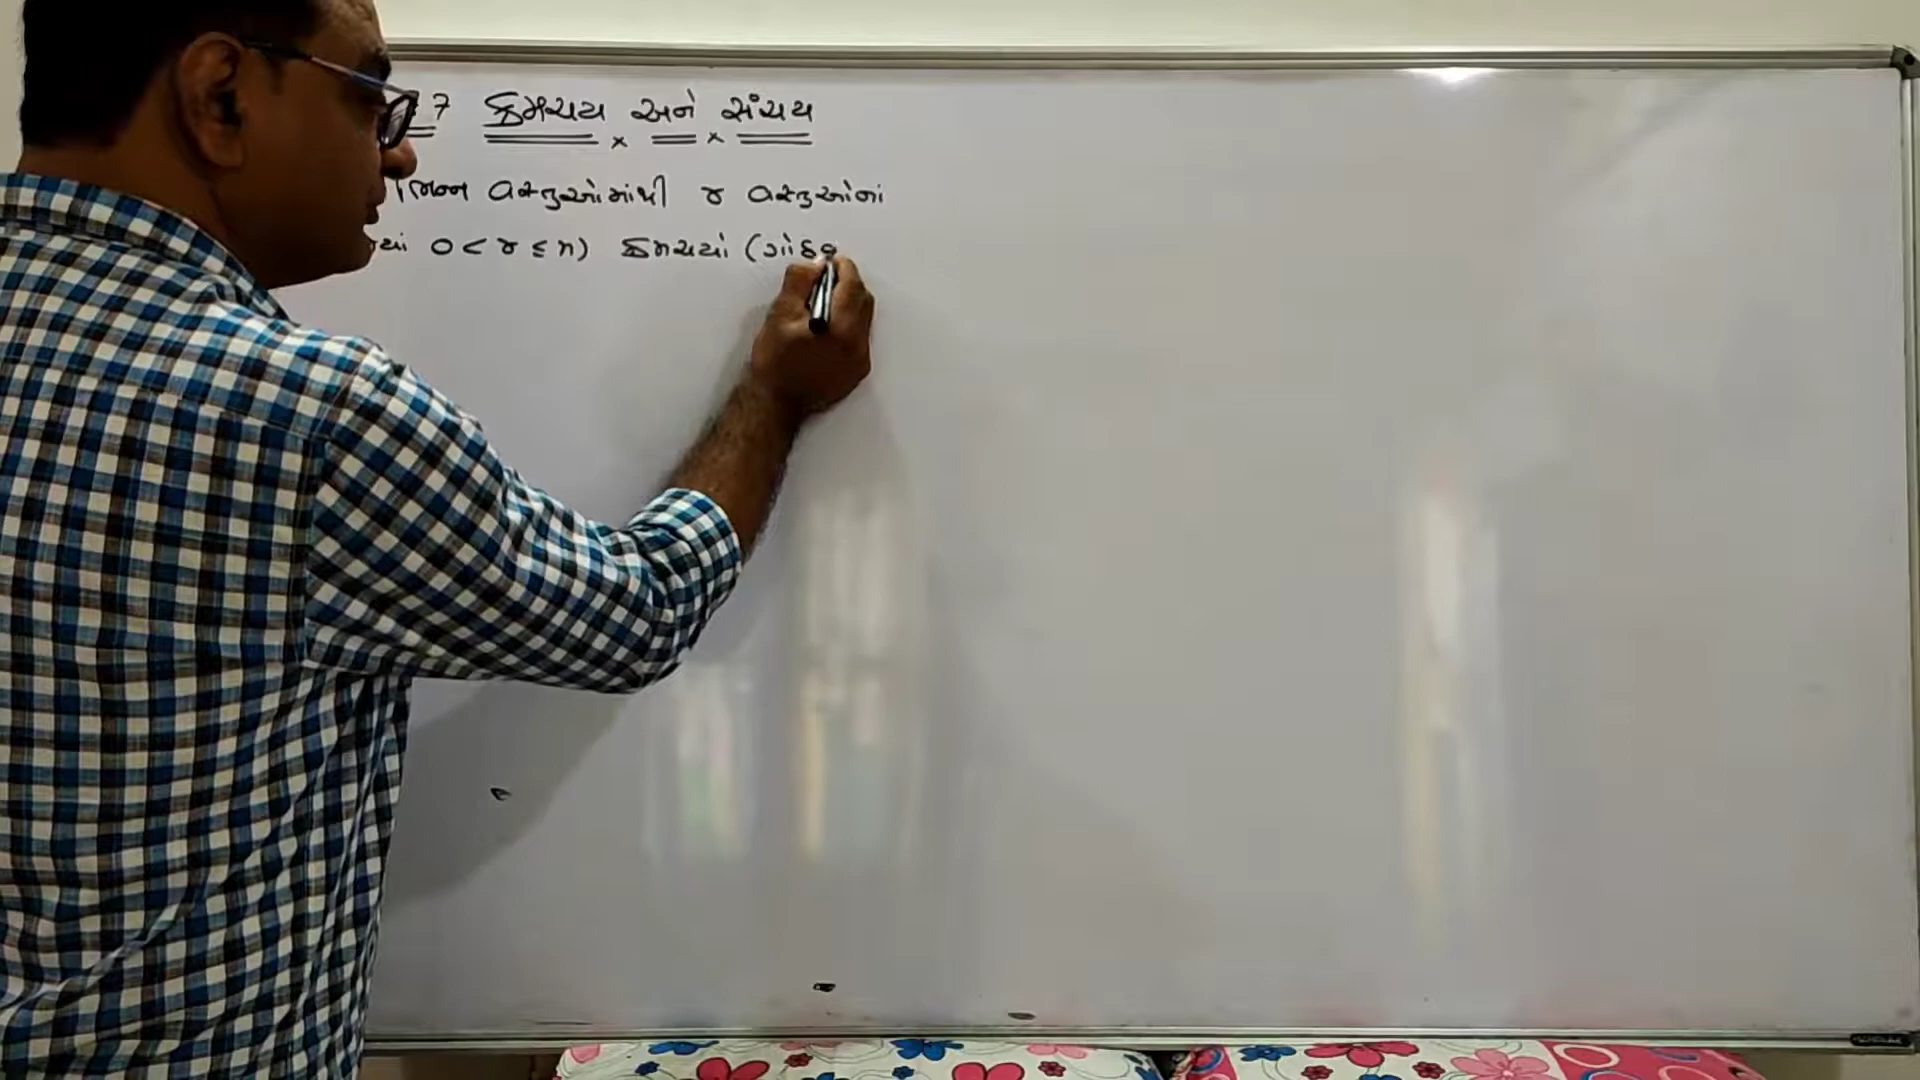 7 ક્રમચય અને સંચય
ભિન્ન વસ્તુઓમાંથી r વસ્તુઓનાં
0 < r ≤ n) ક્રમચયો (ગોઠવ